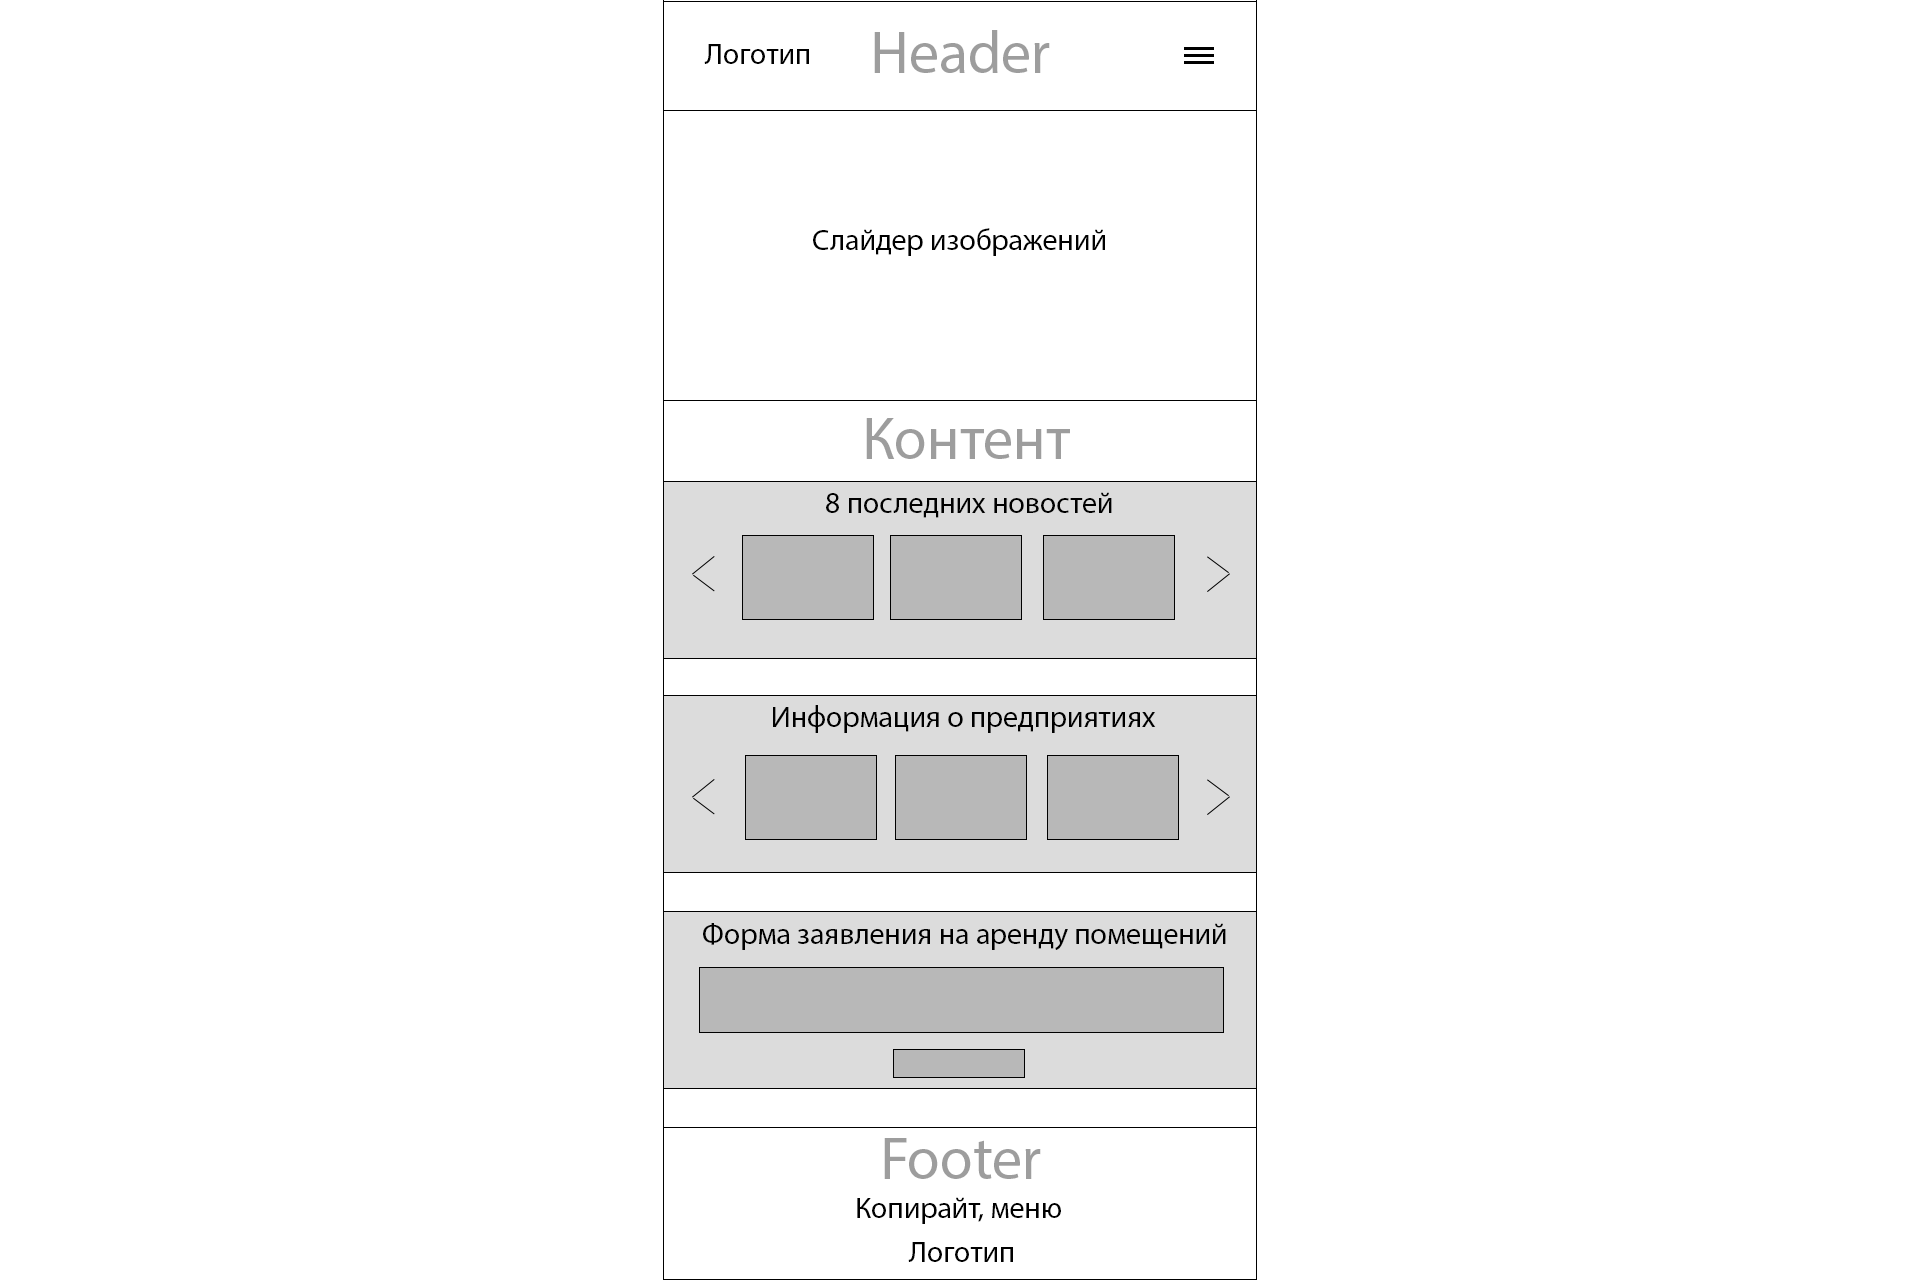 Логотип
Header
Слайдер изображений
Контент
8 последних новостей
Информация о предприятиях
Форма заявления на аренду помещений
Footer
Копирайт, меню
Логотип